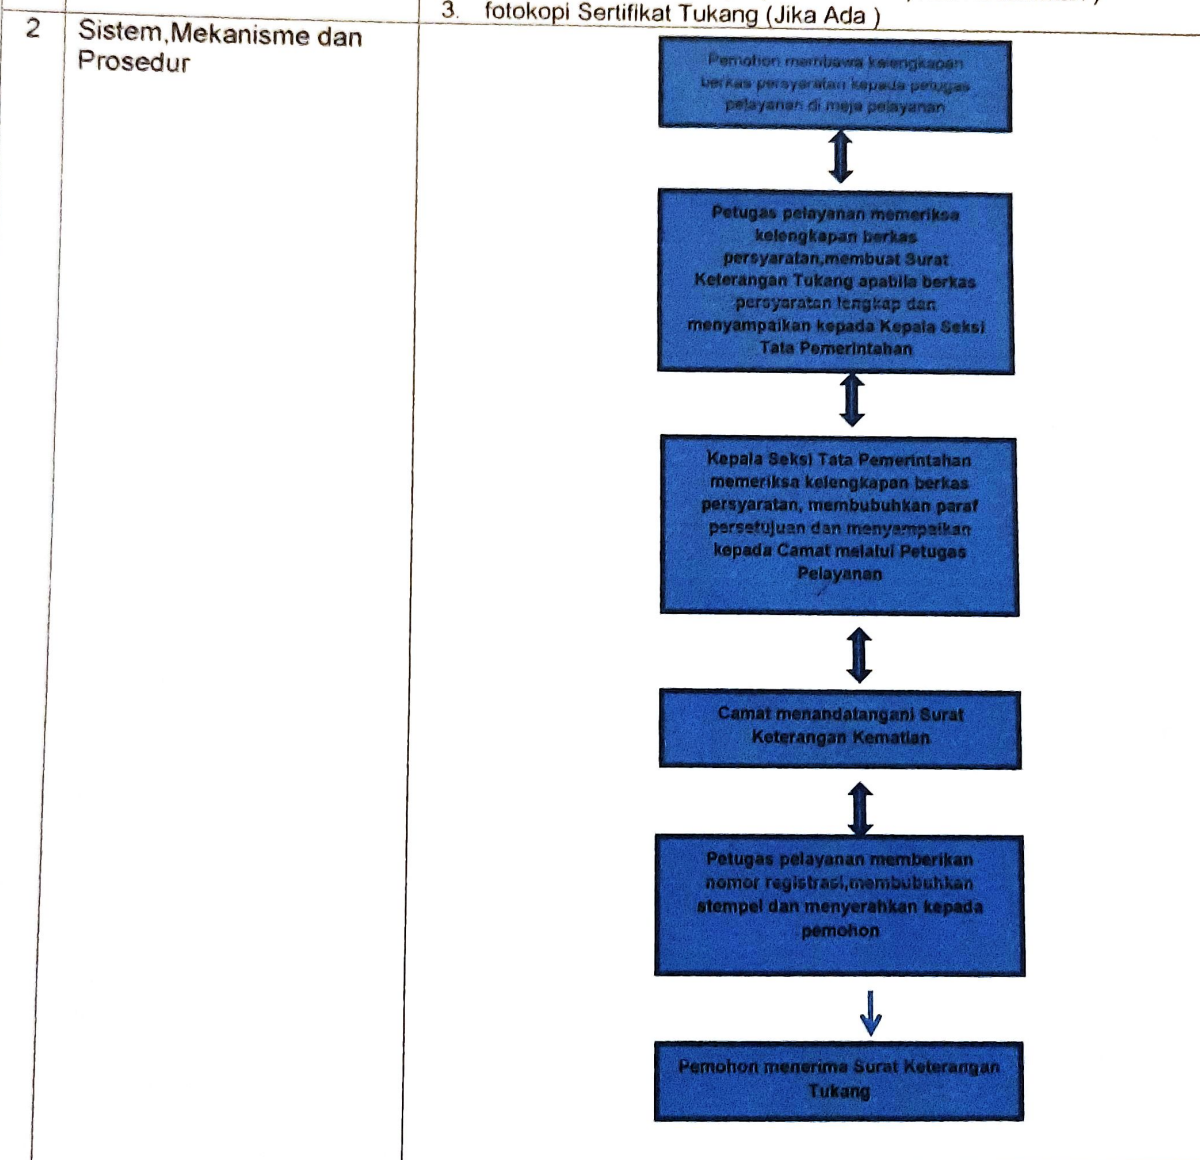 3. fotokopi Sertifikat Tukang (Jika Ada )
2 Sistem,Mekanisme dan
Prosedur
Pemohon membawa kelengkapan
berkas persyaratan kepada petugas
pelayanan di meja pelayanan
Petugas pelayanan memeriksa
kelengkapan berkas
persyaratan,membuat Surat
Keterangan Tukang apabila berkas
persyaratan lengkap dan
menyampaikan kepada Kepala Seksi
Tata Pemerintahan
Kepala Seksi Tata Pemerintahan
memeriksa kelengkapan berkas
persyaratan, membubuhkan paraf
persetujuan dan menyampaikan
kepada Camat melalui Petugas
Pelayanan
Camat menandatangani Surat
Keterangan Kematian
Petugas pelayanan memberikan
nomor registrasi,membubuhkan
stempel dan menyerahkan kepada
pemohon
Pemohon menerima Surat Keterangan
Tukang